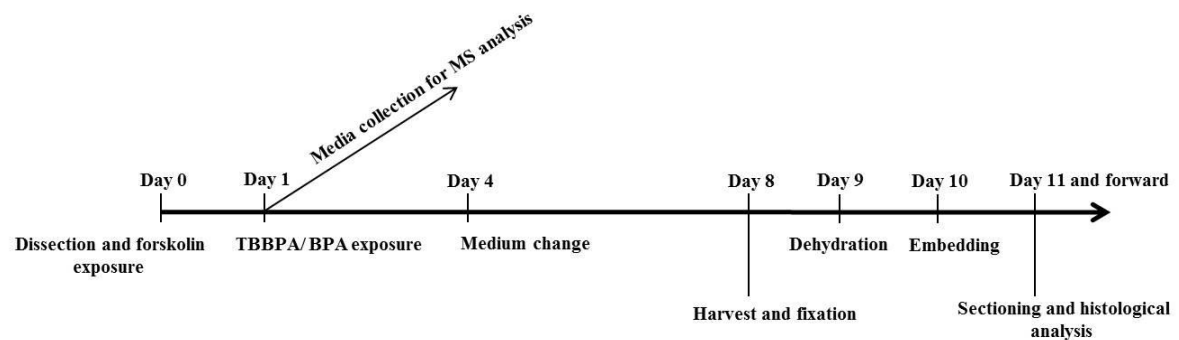 Media collection for MS analysis
Day 0
Day 1
Day 4
Day 8
Day 9
Day 10
Day 11 and forward
Dissection and forskolin
exposure
TBBPA/ BPA exposure
Medium change
Dehydration
Embedding
Harvest and fixation
Sectioning and histological
analysis